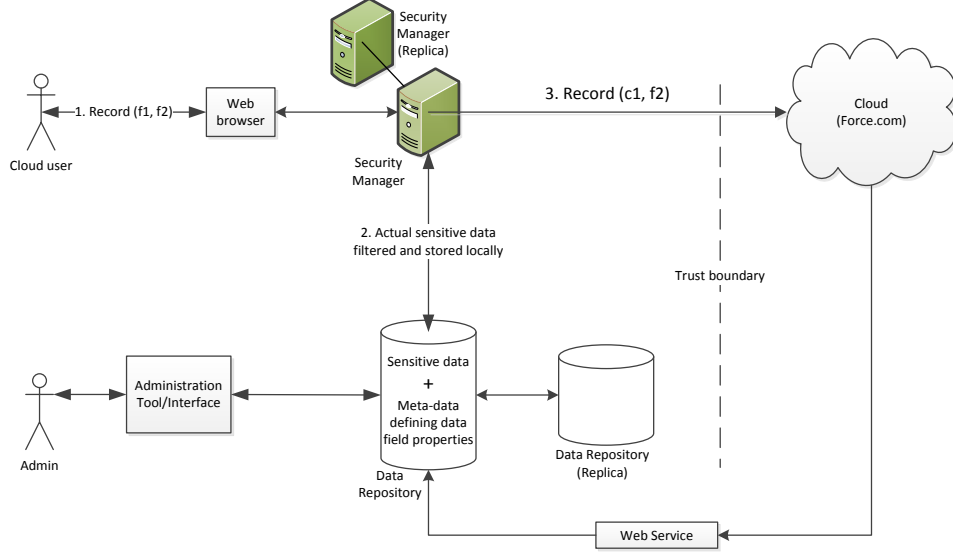 Security
Manager
(Replica)
1. Record (f1, f2)
Web
browser
3. Record (c1, f2)
Cloud
(Force.com)
Cloud user
Security
Manager
2. Actual sensitive data
filtered and stored locally
Trust boundary
Sensitive data
+
Meta-data
defining data
field properties
Administration
Tool/Interface
Admin
Data Repository
(Replica)
Data
Repository
Web Service